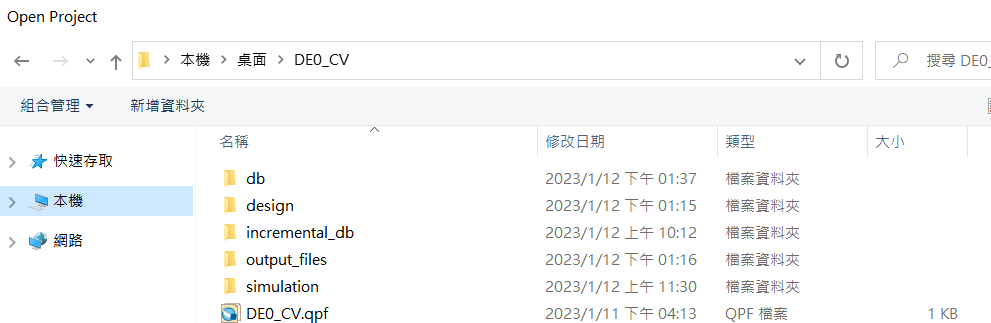 Open Project
本機 桌面 DE0_CV 搜尋 DE0_
組合管理 新增資料夾
名稱 修改日期 類型 大小
快速存取
本機
網路
db 2023/1/12 下午 01:37 檔案資料夾
design 2023/1/12 下午 01:15 檔案資料夾
incremental_db 2023/1/12 上午 10:12 檔案資料夾
output_files 2023/1/12 下午 01:16 檔案資料夾
simulation 2023/1/12 上午 11:30 檔案資料夾
DE0_CV.qpf 2023/1/11 下午 04:13 QPF 檔案 1 KB